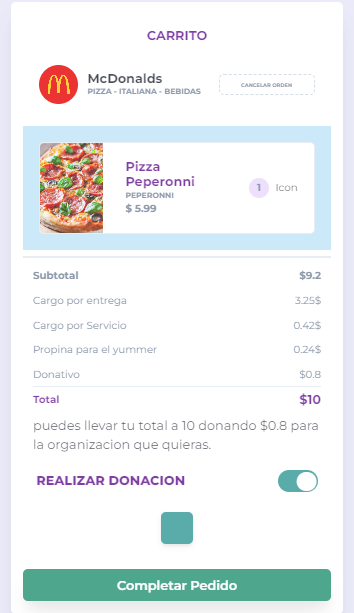 CARRITO
McDonalds
PIZZA - ITALIANA - BEBIDAS
CANCELAR ORDEN
Pizza
Peperonni
PEPERONNI
$ 5.99
1 Icon
Subtotal $9.2
Cargo por entrega 3.25$
Cargo por Servicio 0.42$
Propina para el yummer 0.24$
Donativo $0.8
Total $10
puedes llevar tu total a 10 donando $0.8 para
la organizacion que quieras.
REALIZAR DONACION
Completar Pedido